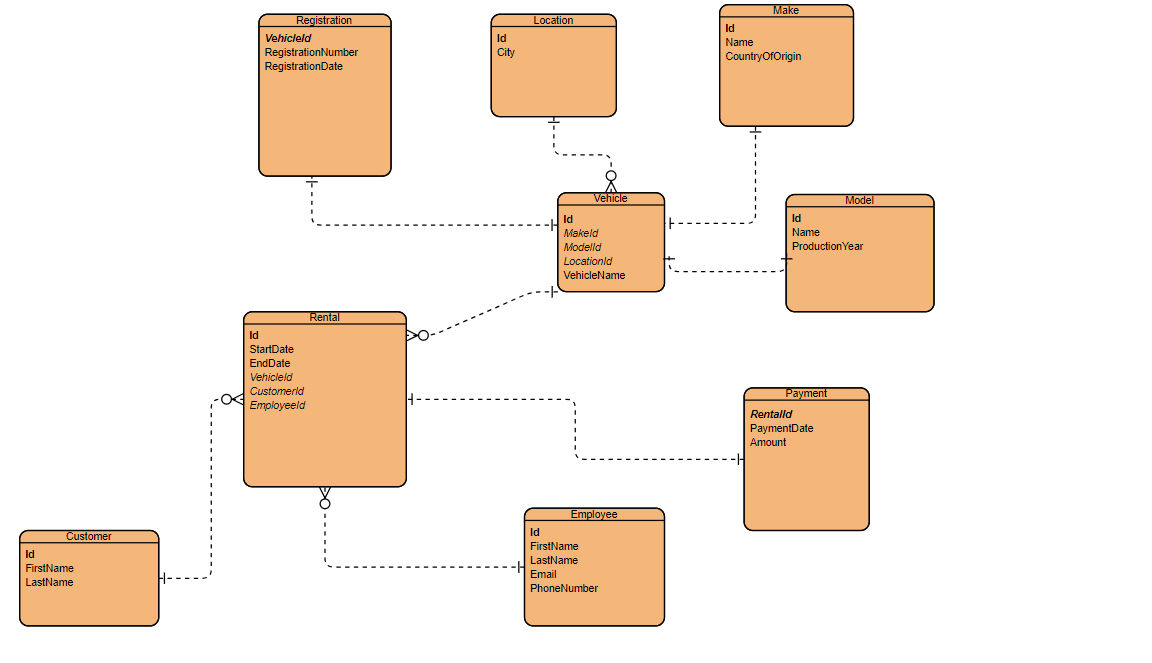 Registration
VehicleId
RegistrationNumber
RegistrationDate
Location
Id
City
Make
Id
Name
CountryOfOrigin
Vehicle
Id
MakeId
ModelId
LocationId
VehicleName
Model
Id
Name
ProductionYear
Rental
Id
StartDate
EndDate
VehicleId
CustomerId
EmployeeId
Payment
RentalId
PaymentDate
Amount
Customer
Id
FirstName
LastName
Employee
Id
FirstName
LastName
Email
PhoneNumber